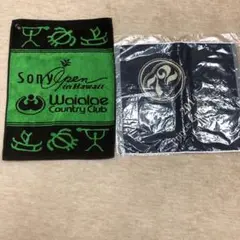 Sony Open
in Hawaii
Waialae
Country Club